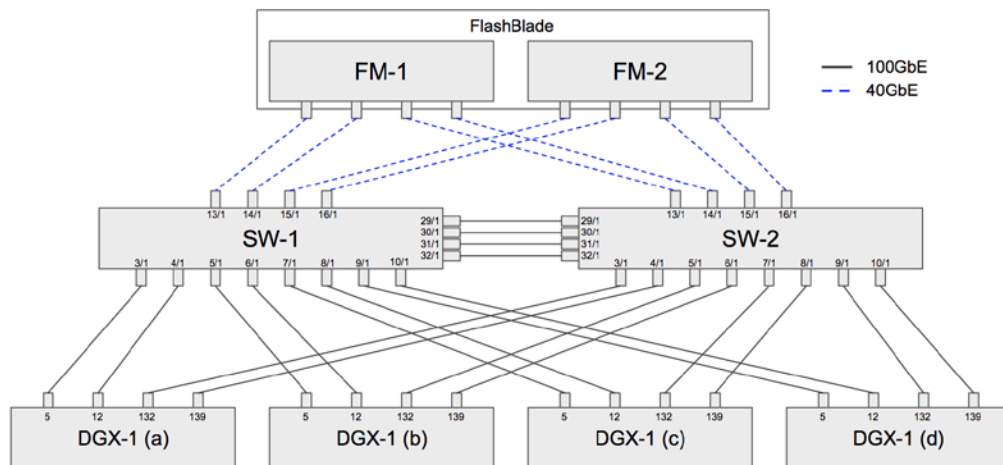 FlashBlade
FM-1
FM-2
100GbE
40GbE
13/1 14/1 15/1 16/1
13/1 14/1 15/1 16/1
SW-1
29/1
30/1
31/1
32/1
29/1
30/1
31/1
32/1
SW-2
3/1 4/1 5/1 6/1 7/1 8/1 9/1 10/1
3/1 4/1 5/1 6/1 7/1 8/1 9/1 10/1
5 12 132 139
DGX-1 (a)
5 12 132 139
DGX-1 (b)
5 12 132 139
DGX-1 (c)
5 12 132 139
DGX-1 (d)